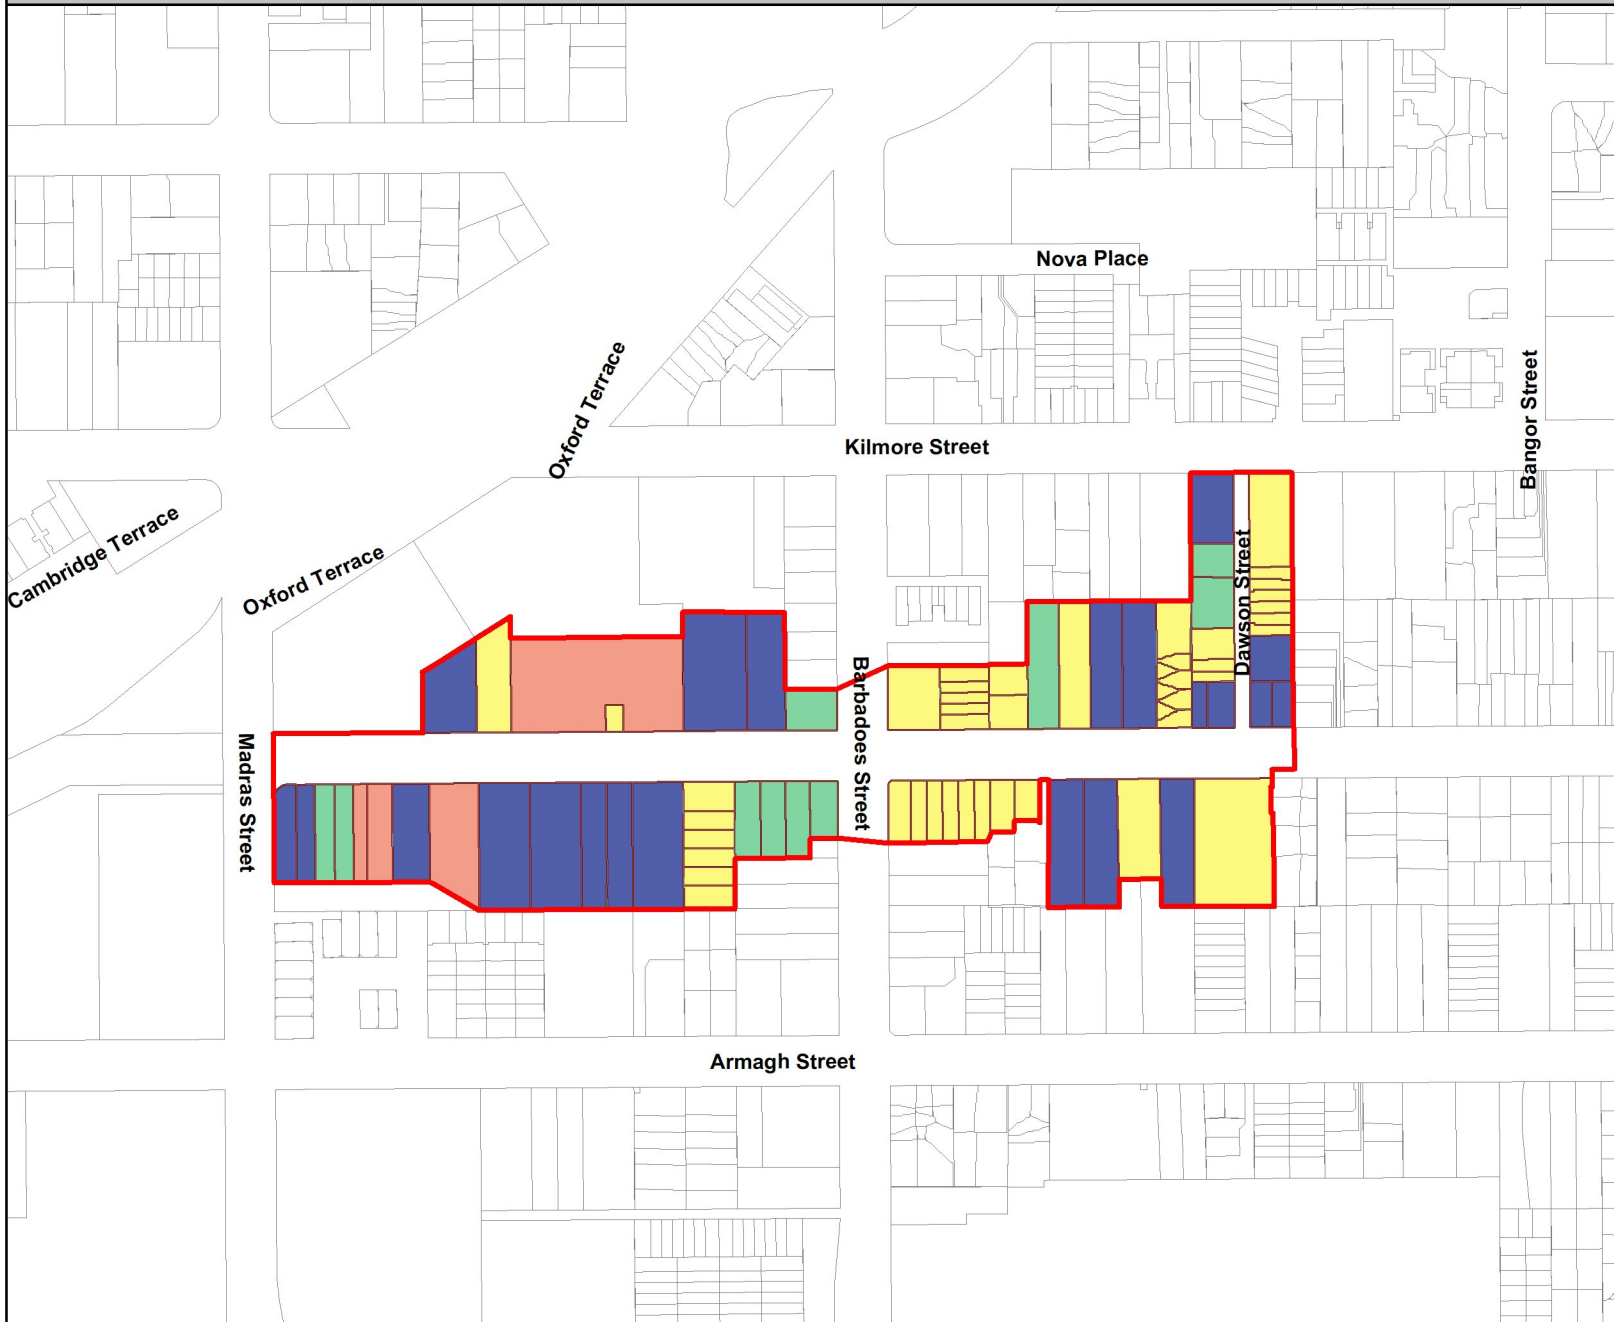 Nova Place
Oxford Terrace
Bangor Street
Kilmore Street
Cambridge Terrace
Oxford Terrace
Dawson Street
Barbadoes Street
Madras Street
Armagh Street